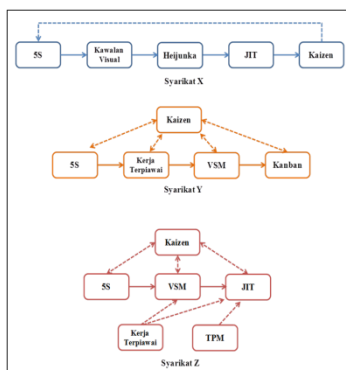 5S
Kawalan
Visual
Heijunka
JIT
Kaizen
Syarikat X
Kaizen
5S
Kerja
Terpiawai
VSM
Kanban
Syarikat Y
Kaizen
5S
VSM
JIT
Kerja
Terpiawai
TPM
Syarikat Z